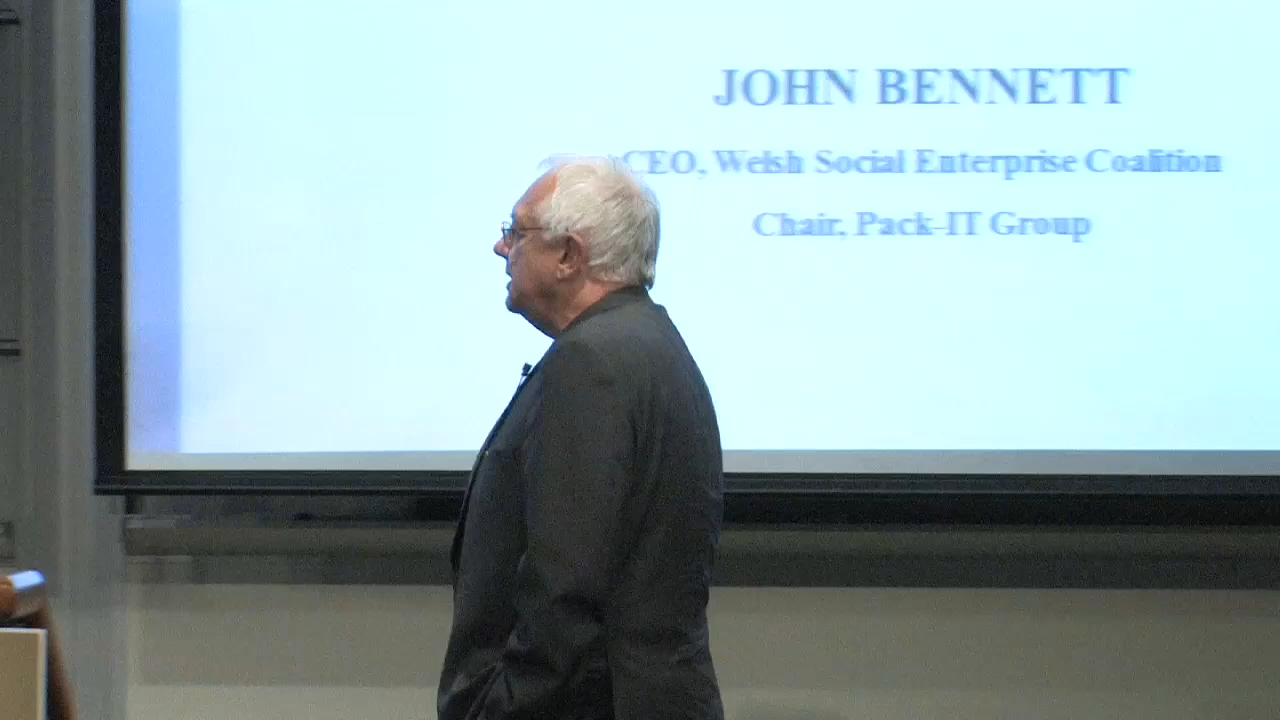 JOHN BENNETT
CEO, Welsh Social Enterprise Coalition
Chair, Pack-IT Group